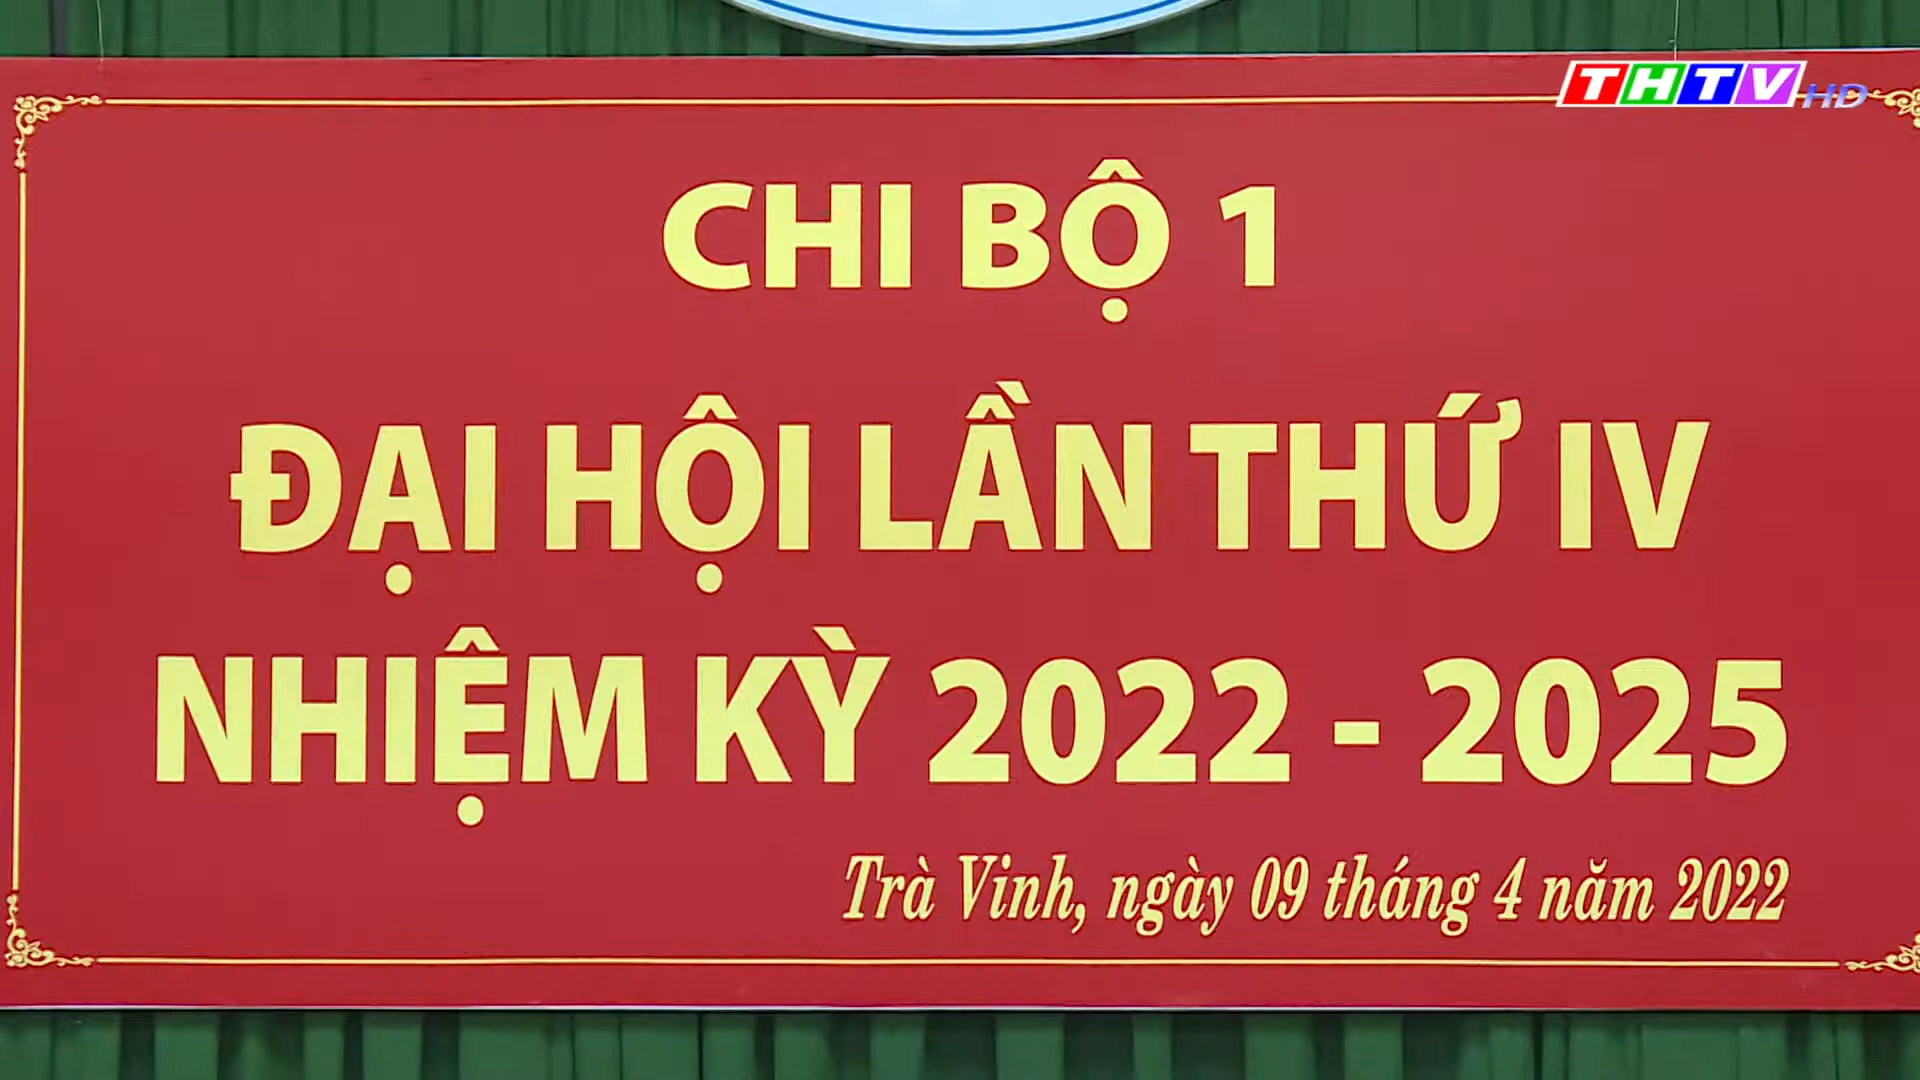 THTV HD
CHI BỘ 1
ĐẠI HỘI LẦN THỨ IV
NHIỆM KỲ 2022 - 2025
Trà Vinh, ngày 09 tháng 4 năm 2022